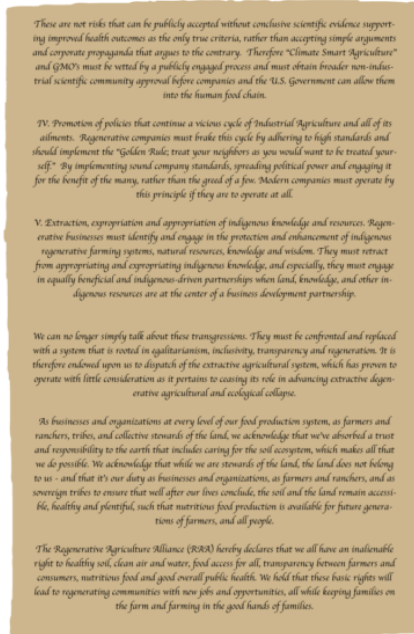 These are not risks that can be publicly accepted without conclusive scientific evidence support-
ing improved health outcomes as the only true criteria, rather than accepting simple arguments
and corporate propaganda that argues to the contrary. Therefore "Climate Smart Agriculture"
and GMO's must be vetted by a publicly engaged process and must obtain broader non-indus-
trial scientific community approval before companies and the U.S. Government can allow them
into the human food chain.
IV. Promotion of policies that continue a vicious cycle of Industrial Agriculture and all of its
ailments. Regenerative companies must brake this cycle by adhering to high standards and
should implement the "Golden Rule; treat your neighbors as you would want to be treated your-
self." By implementing sound company standards, spreading political power and engaging it
for the benefit of the many, rather than the greed of a few. Modern companies must operate by
this principle if they are to operate at all.
V. Extraction, expropriation and appropriation of indigenous knowledge and resources. Regen-
erative businesses must identify and engage in the protection and enhancement of indigenous
regenerative farming systems, natural resources, knowledge and wisdom. They must retract
from appropriating and expropriating indigenous knowledge, and especially, they must engage
in equally beneficial and indigenous-driven partnerships when land, knowledge, and other in-
digenous resources are at the center of a business development partnership.
We can no longer simply talk about these transgressions. They must be confronted and replaced
with a system that is rooted in egalitarianism, inclusivity, transparency and regeneration. It is
therefore endowed upon us to dispatch of the extractive agricultural system, which has proven to
operate with little consideration as it pertains to ceasing its role in advancing extractive degen-
erative agricultural and ecological collapse.
As businesses and organizations at every level of our food production system, as farmers and
ranchers, tribes, and collective stewards of the land, we acknowledge that we've absorbed a trust
and responsibility to the earth that includes caring for the soil ecosystem, which makes all that
we do possible. We acknowledge that while we are stewards of the land, the land does not belong
to us - and that it's our duty as businesses and organizations, as farmers and ranchers, and as
sovereign tribes to ensure that well after our lives conclude, the soil and the land remain accessi-
ble, healthy and plentiful, such that nutritious food production is available for future genera-
tions of farmers, and all people.
The Regenerative Agriculture Alliance (RAA) hereby declares that we all have an inalienable
right to healthy soil, clean air and water, food access for all, transparency between farmers and
consumers, nutritious food and good overall public health. We hold that these basic rights will
lead to regenerating communities with new jobs and opportunities, all while keeping families on
the farm and farming in the good hands of families.